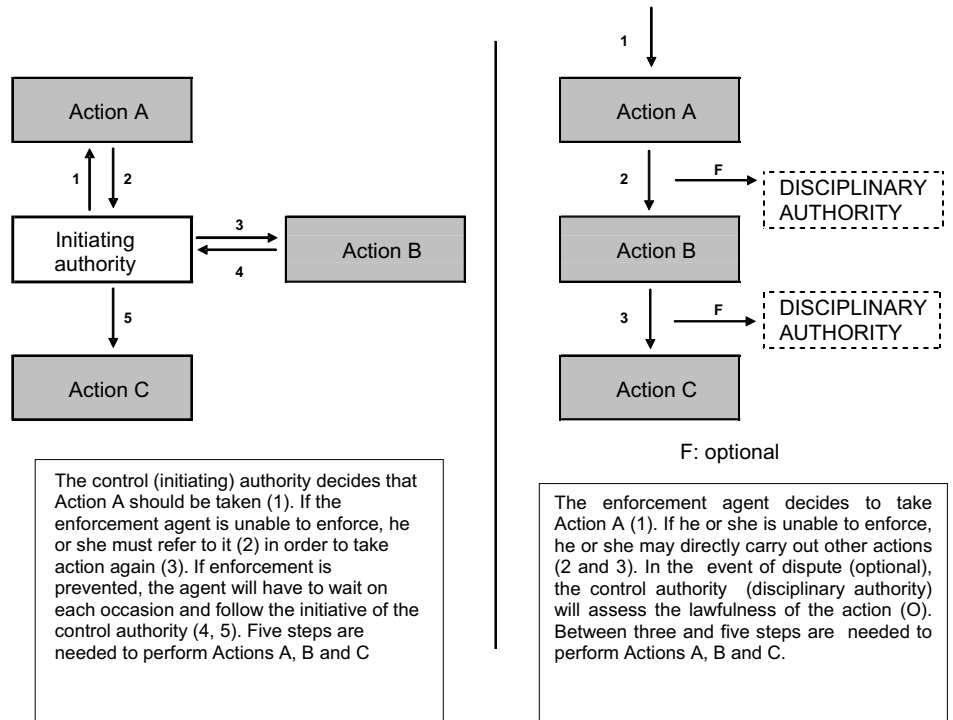 Action A
1
2
Initiating
authority
3
4
Action B
5
Action C
The control (initiating) authority decides that
Action A should be taken (1). If the
enforcement agent is unable to enforce, he
or she must refer to it (2) in order to take
action again (3). If enforcement is
prevented, the agent will have to wait on
each occasion and follow the initiative of the
control authority (4, 5). Five steps are
needed to perform Actions A, B and C
1
Action A
2
F
DISCIPLINARY
AUTHORITY
Action B
3
F
DISCIPLINARY
AUTHORITY
Action C
F: optional
The enforcement agent decides to take
Action A (1). If he or she is unable to enforce,
he or she may directly carry out other actions
(2 and 3). In the event of dispute (optional),
the control authority (disciplinary authority)
will assess the lawfulness of the action (O).
Between three and five steps are needed to
perform Actions A, B and C.